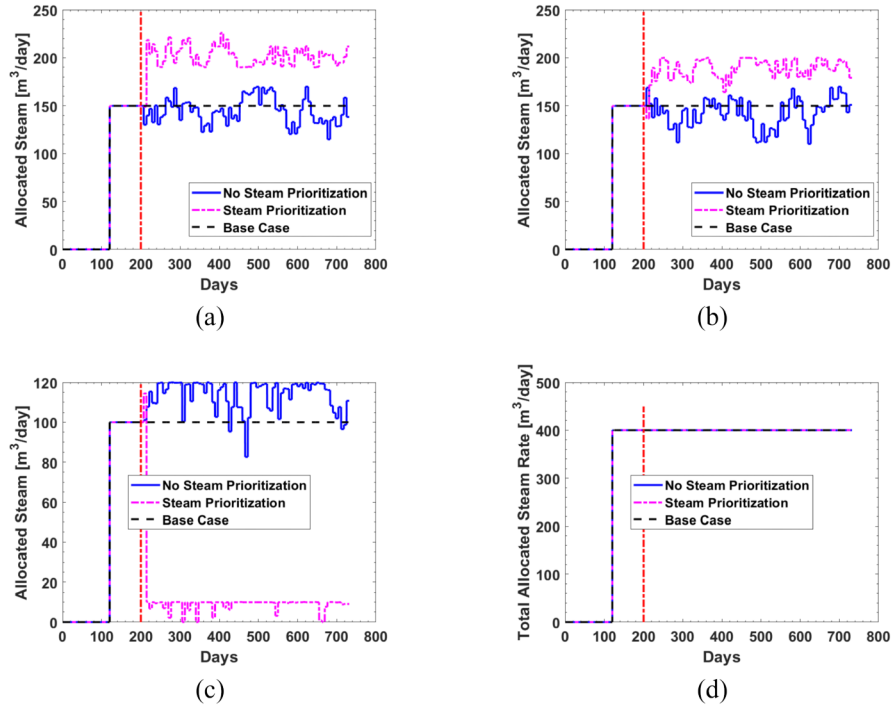 250
200
150
100
50
0
Allocated Steam [m³/day]
No Steam Prioritization
Steam Prioritization
Base Case
0 100 200 300 400 500 600 700 800
Days
(a)
250
200
150
100
50
0
Allocated Steam [m³/day]
No Steam Prioritization
Steam Prioritization
Base Case
0 100 200 300 400 500 600 700 800
Days
(b)
120
100
80
60
40
20
0
Allocated Steam [m³/day]
No Steam Prioritization
Steam Prioritization
Base Case
0 100 200 300 400 500 600 700 800
Days
(c)
500
400
300
200
100
0
Total Allocated Steam Rate [m³/day]
No Steam Prioritization
Steam Prioritization
Base Case
0 100 200 300 400 500 600 700 800
Days
(d)